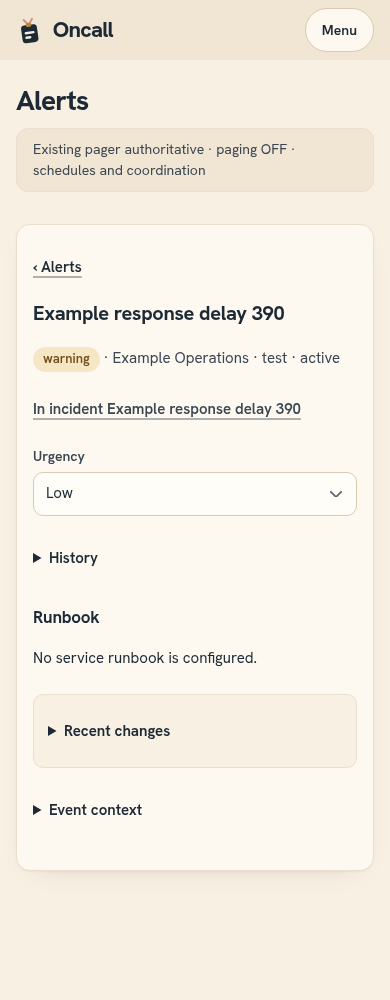 Oncall
Menu
Alerts
Existing pager authoritative · paging OFF ·
schedules and coordination
‹ Alerts
Example response delay 390
warning · Example Operations · test · active
In incident Example response delay 390
Urgency
Low
History
Runbook
No service runbook is configured.
Recent changes
Event context